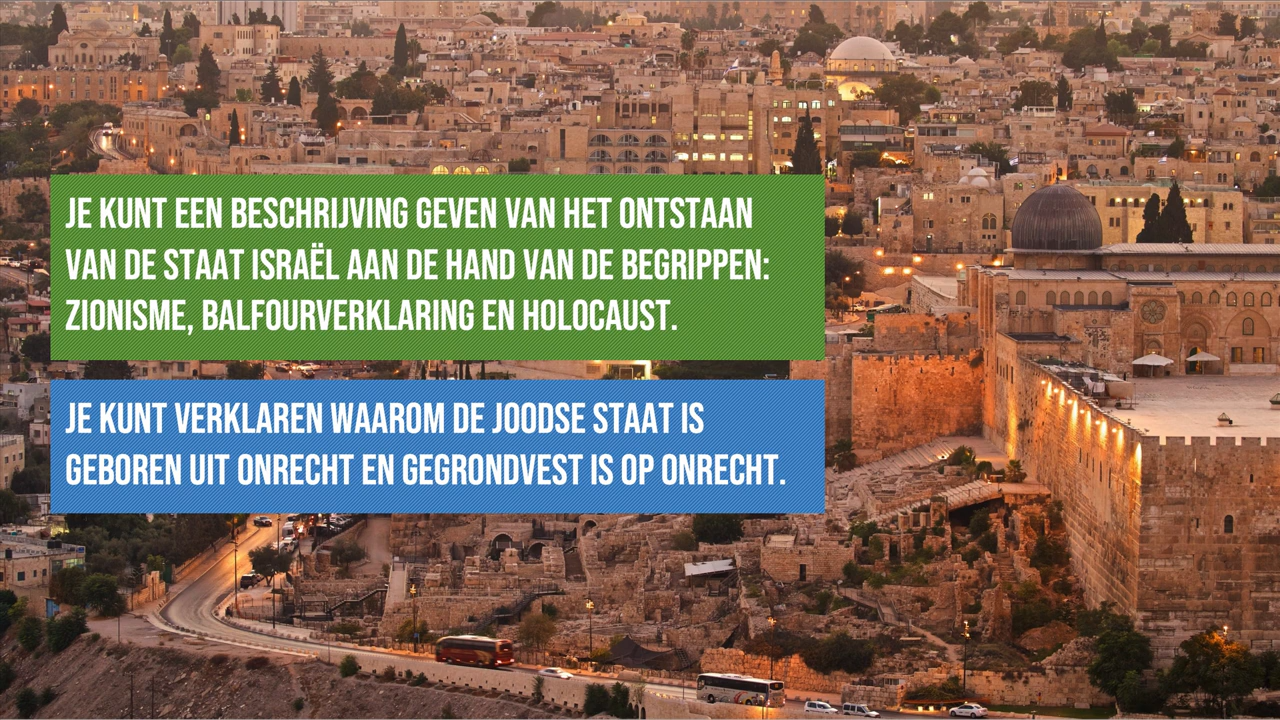 JE KUNT EEN BESCHRIJVING GEVEN VAN HET ONTSTAAN
VAN DE STAAT ISRAËL AAN DE HAND VAN DE BEGRIPPEN:
ZIONISME, BALFOURVERKLARING EN HOLOCAUST.
JE KUNT VERKLAREN WAAROM DE JOODSE STAAT IS
GEBOREN UIT ONRECHT EN GEGRONDVEST IS OP ONRECHT.